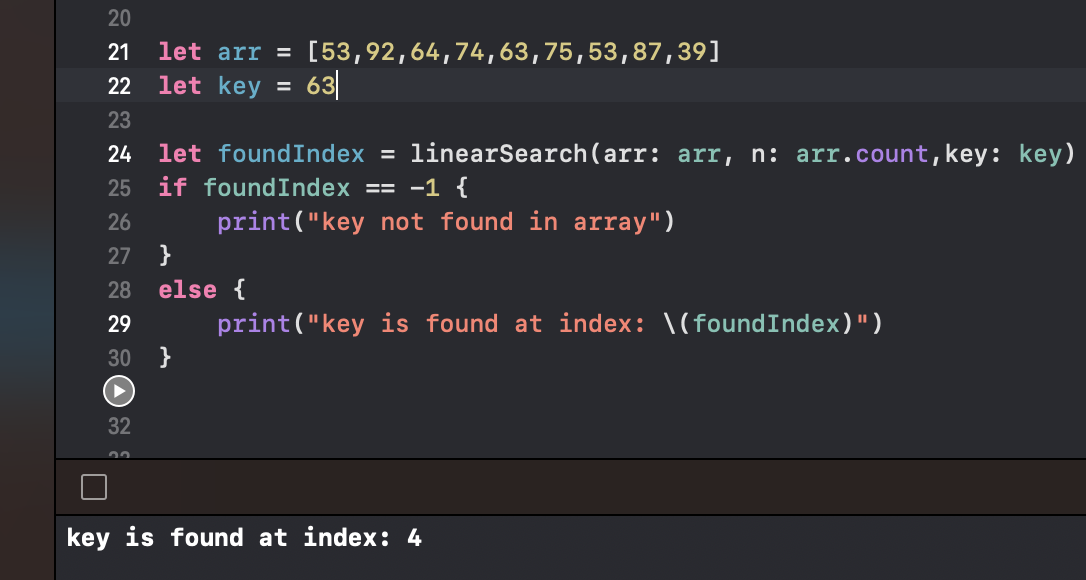 20
21 let arr = [53,92,64,74,63,75,53,87,39]
22 let key = 63
23
24 let foundIndex = linearSearch(arr: arr, n: arr.count,key: key)
25 if foundIndex == -1 {
26     print("key not found in array")
27 }
28 else {
29     print("key is found at index: \(foundIndex)")
30 }
32
key is found at index: 4